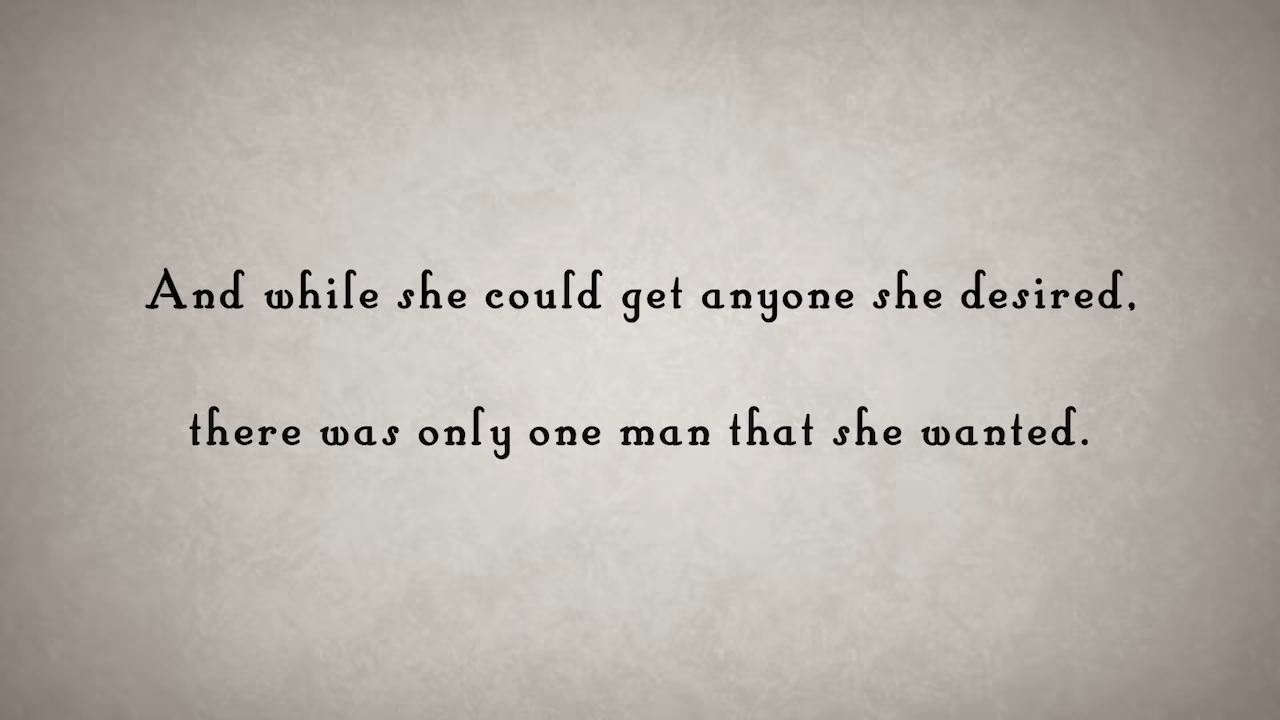 And while she could get anyone she desired,
there was only one man that she wanted.